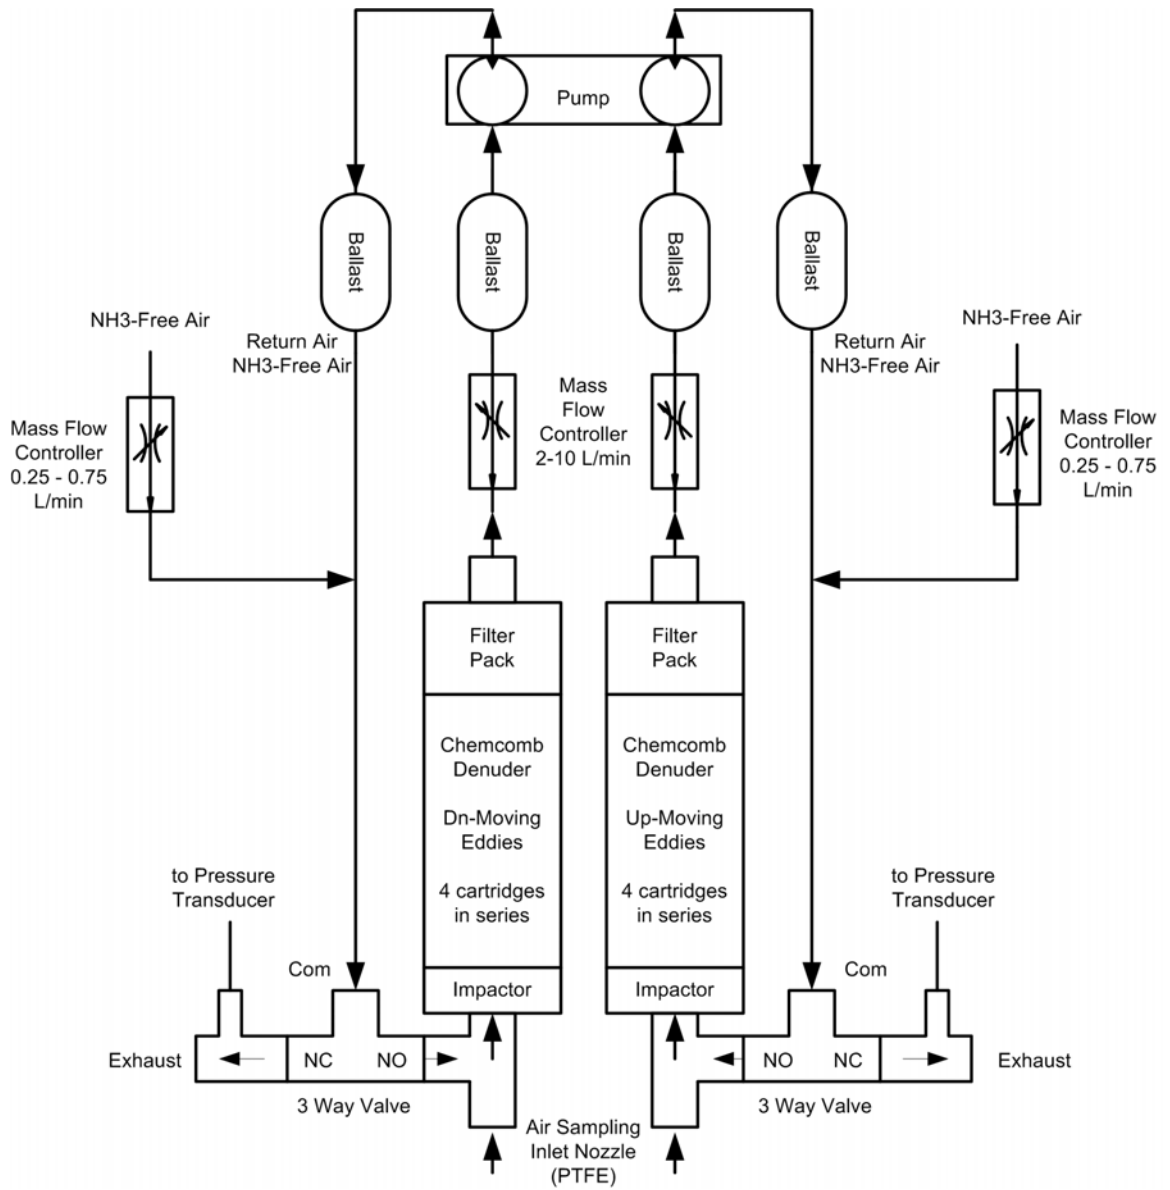 Pump
Ballast
Ballast
Ballast
Ballast
NH3-Free Air
NH3-Free Air
Return Air
NH3-Free Air
Return Air
NH3-Free Air
Mass Flow
Controller
0.25 - 0.75
L/min
Mass
Flow
Controller
2-10 L/min
Mass Flow
Controller
0.25 - 0.75
L/min
Filter
Pack
Filter
Pack
Chemcomb
Denuder
Dn-Moving
Eddies
4 cartridges
in series
Chemcomb
Denuder
Up-Moving
Eddies
4 cartridges
in series
to Pressure
Transducer
to Pressure
Transducer
Com
Impactor
Impactor
Com
Exhaust
NC
NO
NO
NC
Exhaust
3 Way Valve
3 Way Valve
Air Sampling
Inlet Nozzle
(PTFE)